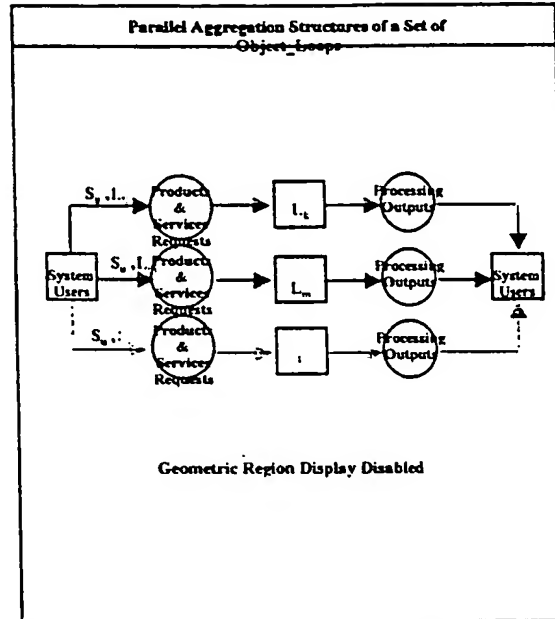 Parallel Aggregation Structures of a Set of
Object_Loops
Products
&
Services
Requests
Processing
Outputs
System
Users
Products
&
Services
Requests
Lm
Processing
Outputs
System
Users
Products
&
Services
Requests
Processing
Outputs
Geometric Region Display Disabled